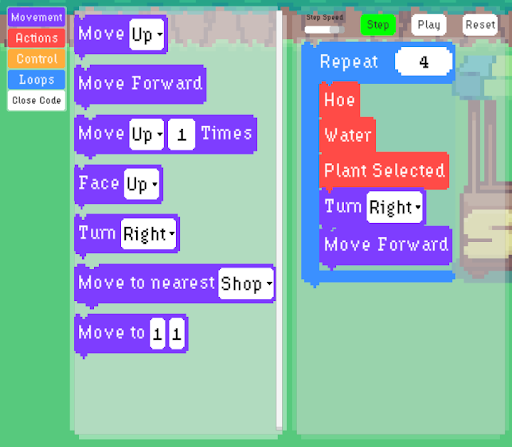 Movement
Actions
Control
Loops
Close Code
Move Up
Move Forward
Move Up 1 Times
Face Up
Turn Right
Move to nearest Shop
Move to 1 1
Step Speed
Step Play Reset
Repeat 4
Hoe
Water
Plant Selected
Turn Right
Move Forward